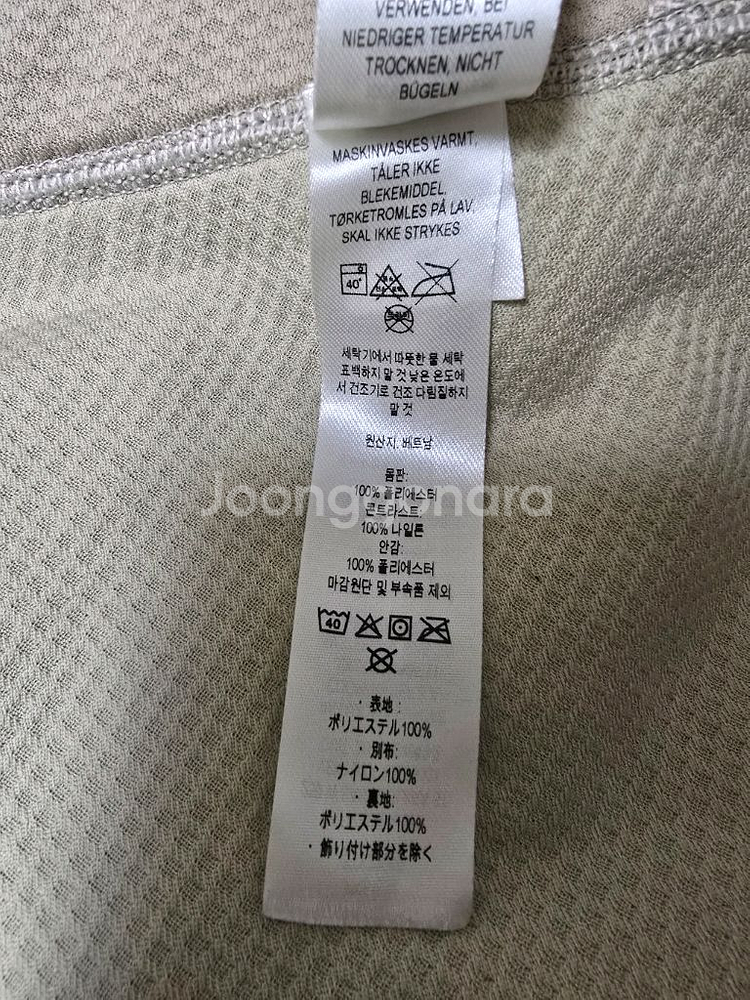 VERWENDEN, BEI
NIEDRIGER TEMPERATUR
TROCKNEN, NICHT
BÜGELN
MASKINVASKES VARMT.
TÅLER IKKE
BLEKEMIDDEL.
TØRKETROMLES PÅ LAV.
SKAL IKKE STRYKES
40°
세탁기에서 따뜻한 물 세탁
표백하지 말 것 낮은 온도에
서 건조기로 건조 다림질하지
말 것
원산지: 베트남
몸판:
100% 폴리에스터
콘트라스트:
100% 나일론
안감:
100% 폴리에스터
마감원단 및 부속품 제외
40
・表地:
ポリエステル100%
・別布:
ナイロン100%
・裏地:
ポリエステル100%
・飾り付け部分を除く
Joonggonara